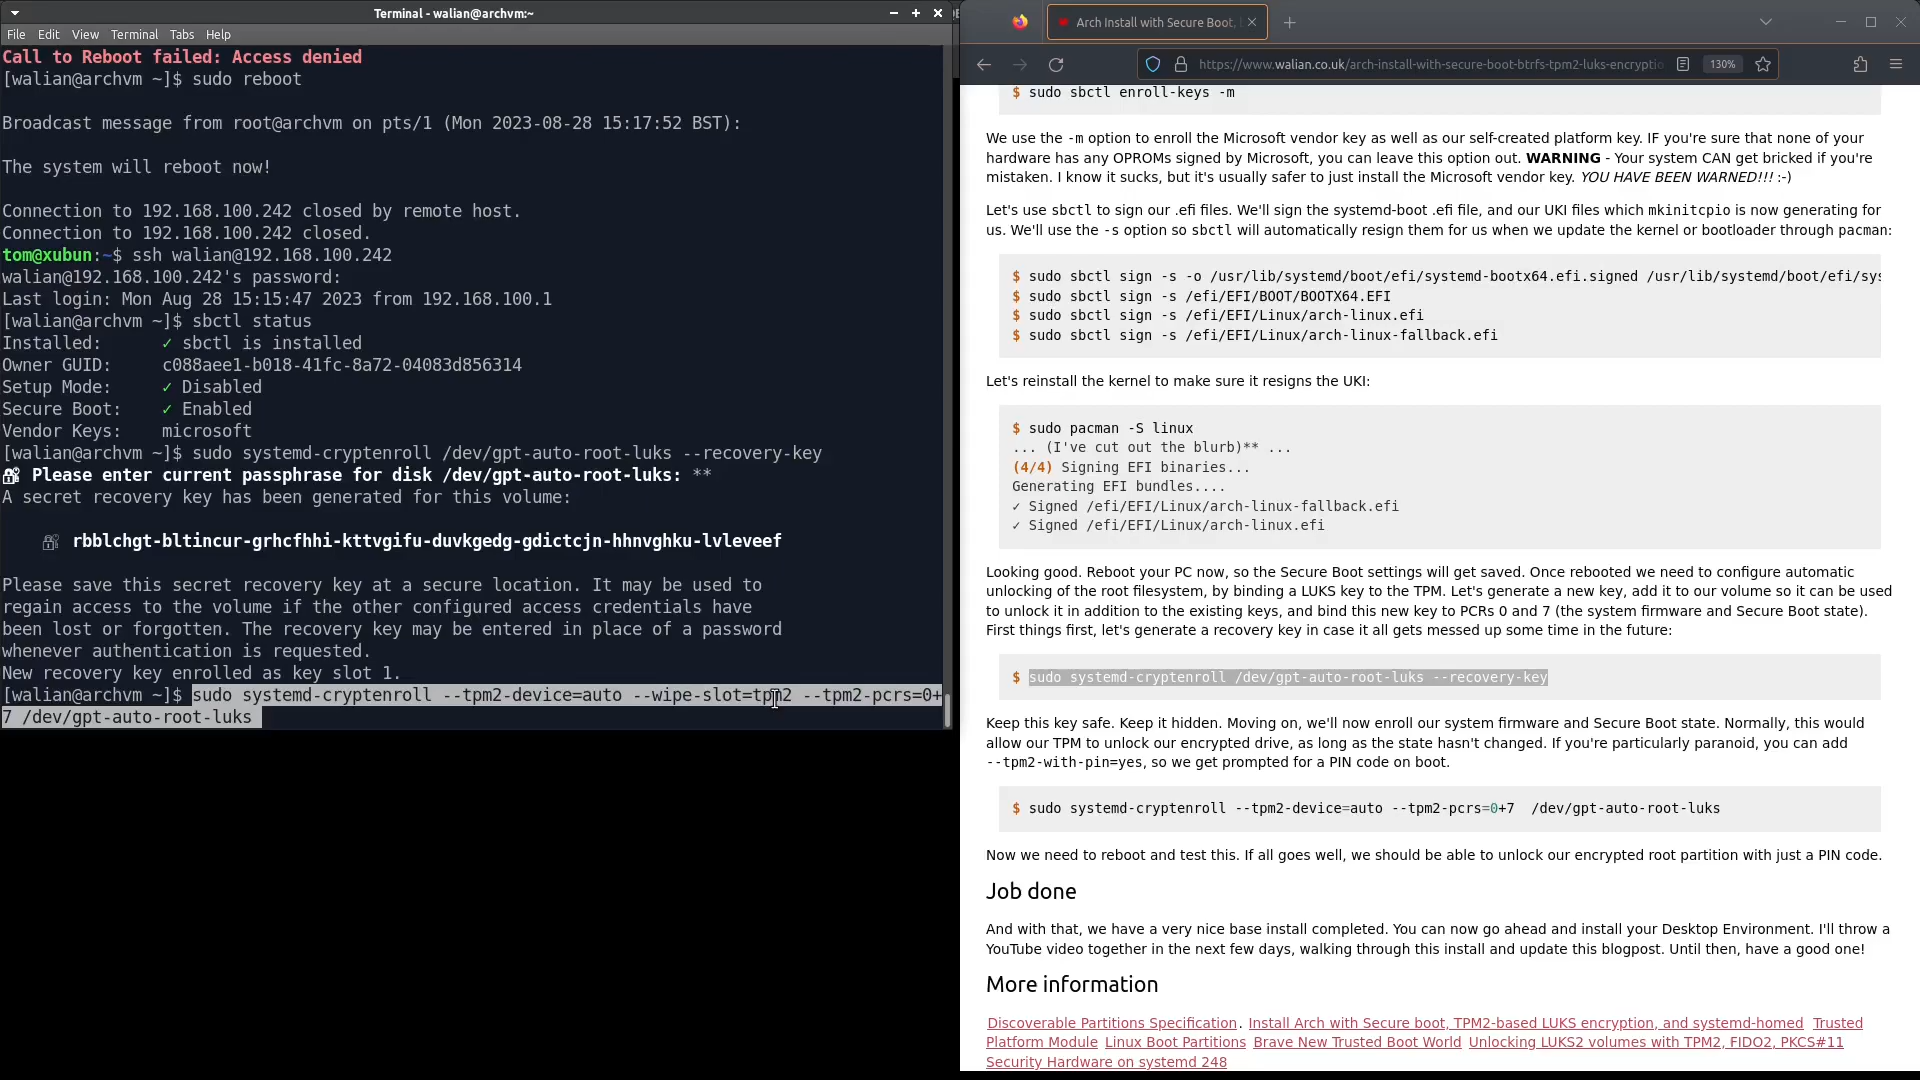 Terminal - walian@archvm:~
File Edit View Terminal Tabs Help
Call to Reboot failed: Access denied
[walian@archvm ~]$ sudo reboot
Broadcast message from root@archvm on pts/1 (Mon 2023-08-28 15:17:52 BST):
The system will reboot now!
Connection to 192.168.100.242 closed by remote host.
Connection to 192.168.100.242 closed.
tom@xubun:~$ ssh walian@192.168.100.242
walian@192.168.100.242's password:
Last login: Mon Aug 28 15:15:47 2023 from 192.168.100.1
[walian@archvm ~]$ sbctl status
Installed: ✓ sbctl is installed
Owner GUID: c088aee1-b018-41fc-8a72-04083d856314
Setup Mode: ✓ Disabled
Secure Boot: ✓ Enabled
Vendor Keys: microsoft
[walian@archvm ~]$ sudo systemd-cryptenroll /dev/gpt-auto-root-luks --recovery-key
🔐 Please enter current passphrase for disk /dev/gpt-auto-root-luks: **
A secret recovery key has been generated for this volume:
🔐 rbblchgt-bltincur-grhcfhhi-kttvgifu-duvkgedg-gdictcjn-hhnvghku-lvleveef
Please save this secret recovery key at a secure location. It may be used to
regain access to the volume if the other configured access credentials have
been lost or forgotten. The recovery key may be entered in place of a password
whenever authentication is requested.
New recovery key enrolled as key slot 1.
[walian@archvm ~]$ sudo systemd-cryptenroll --tpm2-device=auto --wipe-slot=tpm2 --tpm2-pcrs=0+
7 /dev/gpt-auto-root-luks
Arch Install with Secure Boot,
https://www.walian.co.uk/arch-install-with-secure-boot-btrfs-tpm2-luks-encryptio
130%
$ sudo sbctl enroll-keys -m
We use the -m option to enroll the Microsoft vendor key as well as our self-created platform key. IF you're sure that none of your
hardware has any OPROMs signed by Microsoft, you can leave this option out. WARNING - Your system CAN get bricked if you're
mistaken. I know it sucks, but it's usually safer to just install the Microsoft vendor key. YOU HAVE BEEN WARNED!!! :-)
Let's use sbctl to sign our .efi files. We'll sign the systemd-boot .efi file, and our UKI files which mkinitcpio is now generating for
us. We'll use the -s option so sbctl will automatically resign them for us when we update the kernel or bootloader through pacman:
$ sudo sbctl sign -s -o /usr/lib/systemd/boot/efi/systemd-bootx64.efi.signed /usr/lib/systemd/boot/efi/sys
$ sudo sbctl sign -s /efi/EFI/BOOT/BOOTX64.EFI
$ sudo sbctl sign -s /efi/EFI/Linux/arch-linux.efi
$ sudo sbctl sign -s /efi/EFI/Linux/arch-linux-fallback.efi
Let's reinstall the kernel to make sure it resigns the UKI:
$ sudo pacman -S linux
... (I've cut out the blurb)** ...
(4/4) Signing EFI binaries...
Generating EFI bundles....
✓ Signed /efi/EFI/Linux/arch-linux-fallback.efi
✓ Signed /efi/EFI/Linux/arch-linux.efi
Looking good. Reboot your PC now, so the Secure Boot settings will get saved. Once rebooted we need to configure automatic
unlocking of the root filesystem, by binding a LUKS key to the TPM. Let's generate a new key, add it to our volume so it can be used
to unlock it in addition to the existing keys, and bind this new key to PCRs 0 and 7 (the system firmware and Secure Boot state).
First things first, let's generate a recovery key in case it all gets messed up some time in the future:
$ sudo systemd-cryptenroll /dev/gpt-auto-root-luks --recovery-key
Keep this key safe. Keep it hidden. Moving on, we'll now enroll our system firmware and Secure Boot state. Normally, this would
allow our TPM to unlock our encrypted drive, as long as the state hasn't changed. If you're particularly paranoid, you can add
--tpm2-with-pin=yes, so we get prompted for a PIN code on boot.
$ sudo systemd-cryptenroll --tpm2-device=auto --tpm2-pcrs=0+7 /dev/gpt-auto-root-luks
Now we need to reboot and test this. If all goes well, we should be able to unlock our encrypted root partition with just a PIN code.
Job done
And with that, we have a very nice base install completed. You can now go ahead and install your Desktop Environment. I'll throw a
YouTube video together in the next few days, walking through this install and update this blogpost. Until then, have a good one!
More information
Discoverable Partitions Specification. Install Arch with Secure boot, TPM2-based LUKS encryption, and systemd-homed Trusted
Platform Module Linux Boot Partitions Brave New Trusted Boot World Unlocking LUKS2 volumes with TPM2, FIDO2, PKCS#11
Security Hardware on systemd 248